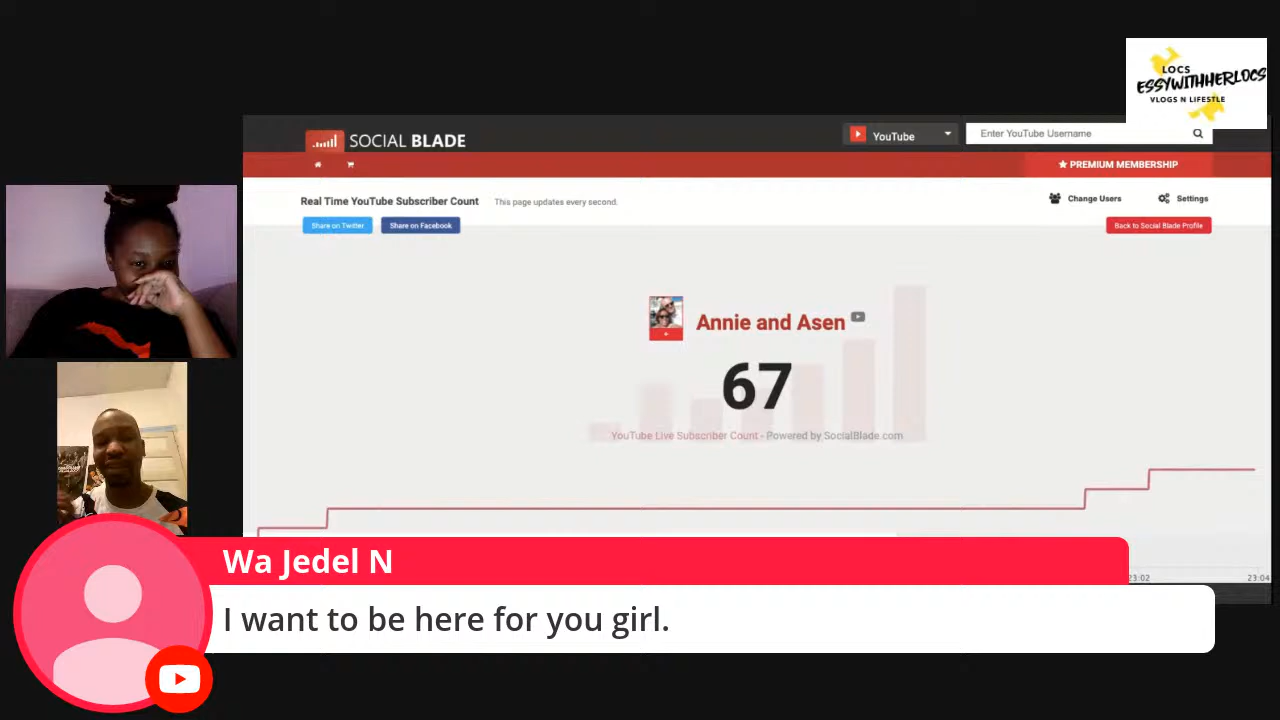 LOCS
ESSYWITHHERLOCS
VLOGS N LIFESTLE
SOCIAL BLADE
YouTube
Enter YouTube Username
PREMIUM MEMBERSHIP
Real Time YouTube Subscriber Count
This page updates every second.
Change Users
Settings
Share on Twitter
Share on Facebook
Back to Social Blade Profile
Annie and Asen
67
YouTube Live Subscriber Count - Powered by SocialBlade.com
23:02
23:04
Wa Jedel N
I want to be here for you girl.